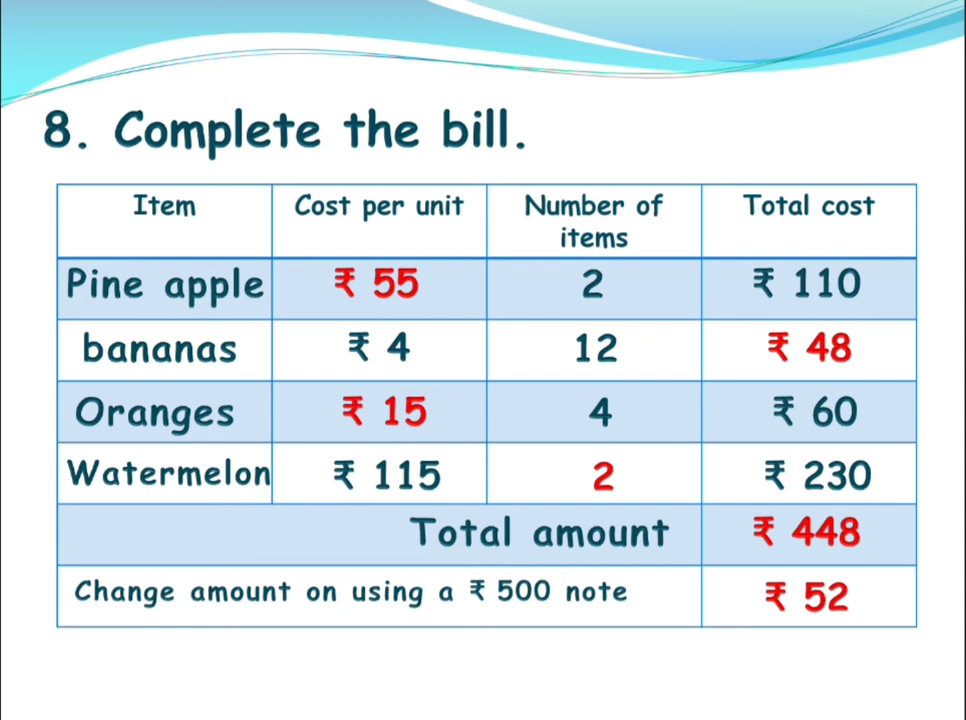 8. Complete the bill.
Item Cost per unit Number of items Total cost
Pine apple ₹ 55 2 ₹ 110
bananas ₹ 4 12 ₹ 48
Oranges ₹ 15 4 ₹ 60
Watermelon ₹ 115 2 ₹ 230
Total amount ₹ 448
Change amount on using a ₹ 500 note ₹ 52